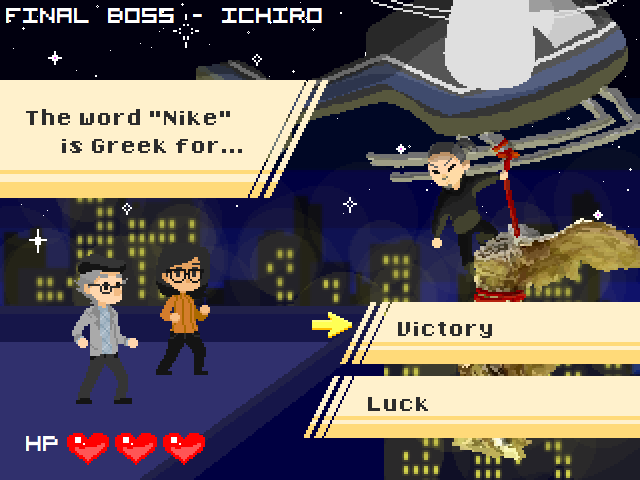 FINAL BOSS - ICHIRO
The word "Nike"
is Greek for...
Victory
Luck
HP